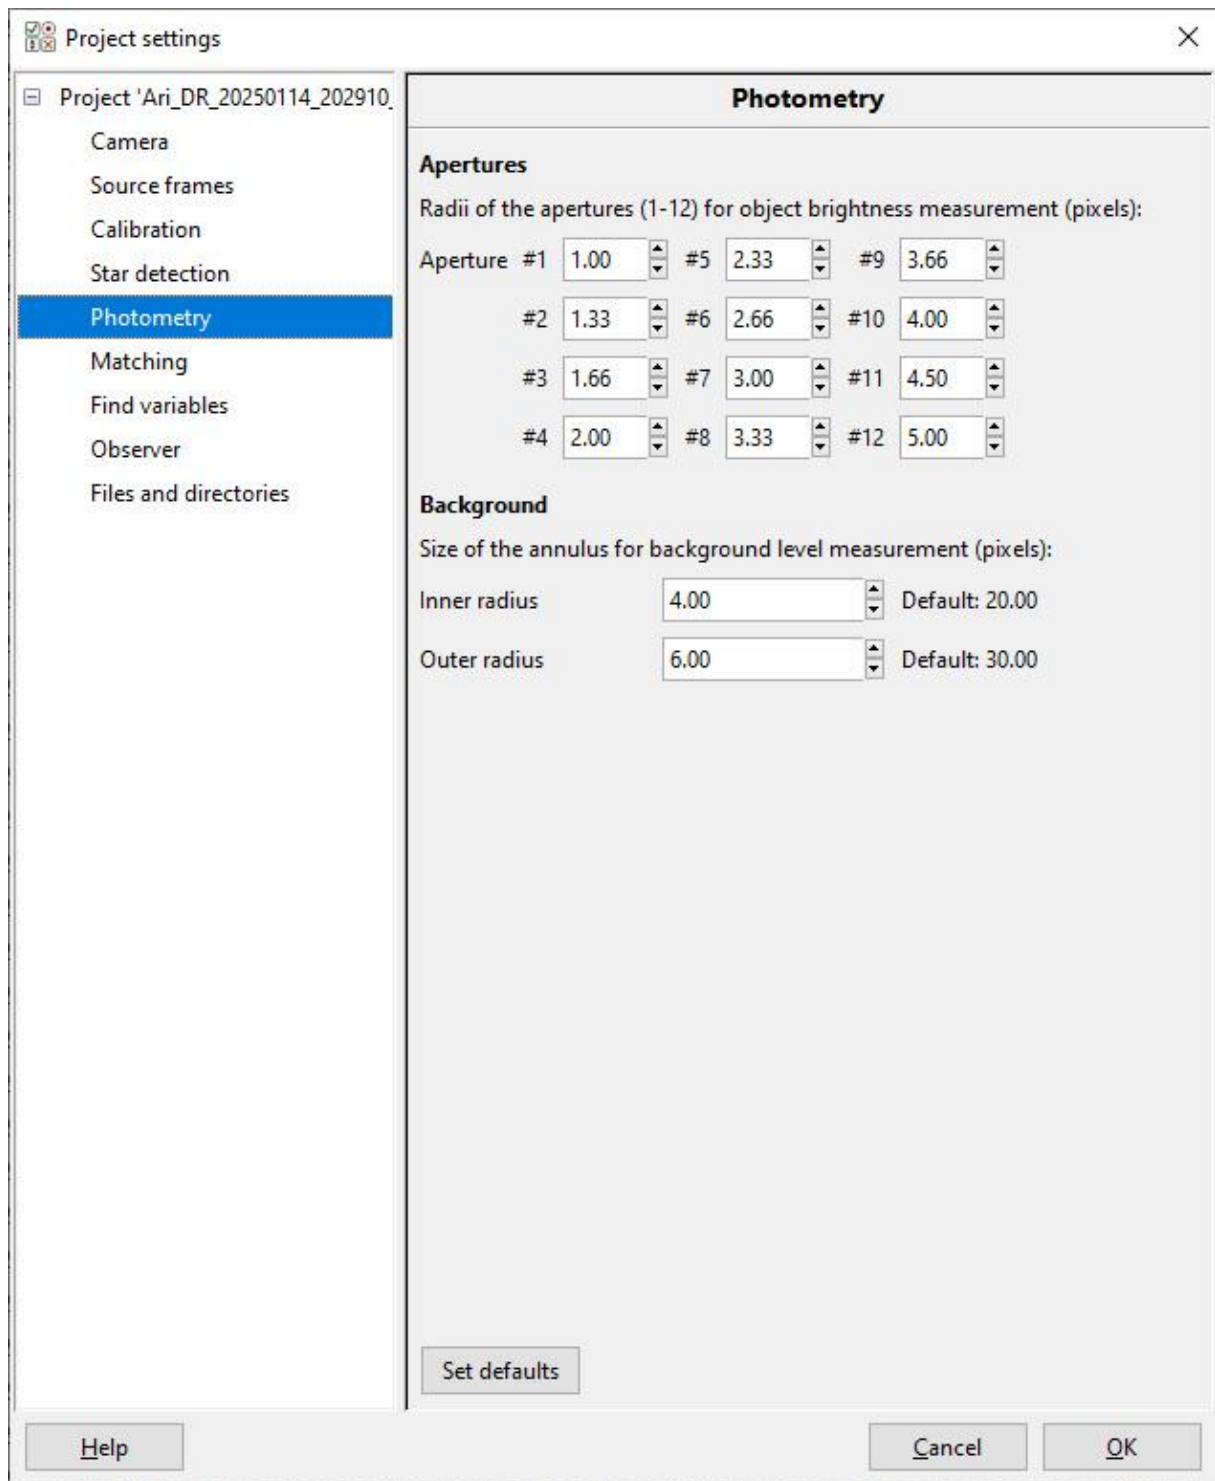 Project settings
Project 'Ari_DR_20250114_202910_
Camera
Source frames
Calibration
Star detection
Photometry
Matching
Find variables
Observer
Files and directories
Photometry
Apertures
Radii of the apertures (1-12) for object brightness measurement (pixels):
Aperture #1 1.00 #5 2.33 #9 3.66
#2 1.33 #6 2.66 #10 4.00
#3 1.66 #7 3.00 #11 4.50
#4 2.00 #8 3.33 #12 5.00
Background
Size of the annulus for background level measurement (pixels):
Inner radius 4.00 Default: 20.00
Outer radius 6.00 Default: 30.00
Set defaults
Help Cancel OK